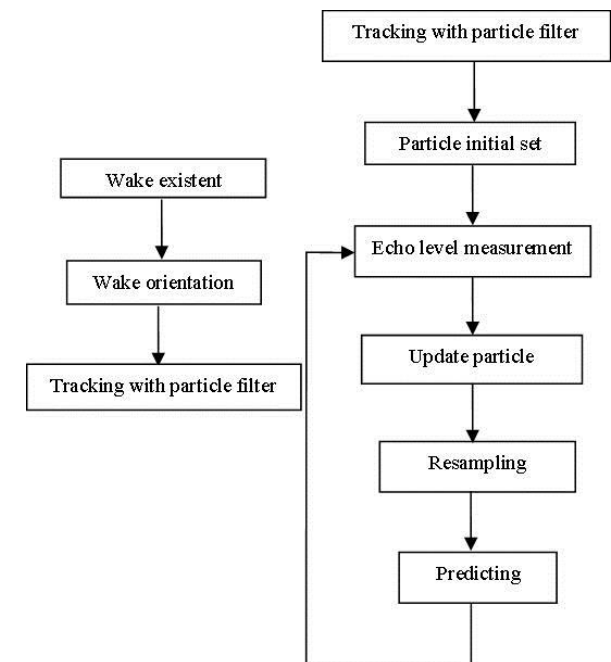 Wake existent
Wake orientation
Tracking with particle filter
Tracking with particle filter
Particle initial set
Echo level measurement
Update particle
Resampling
Predicting